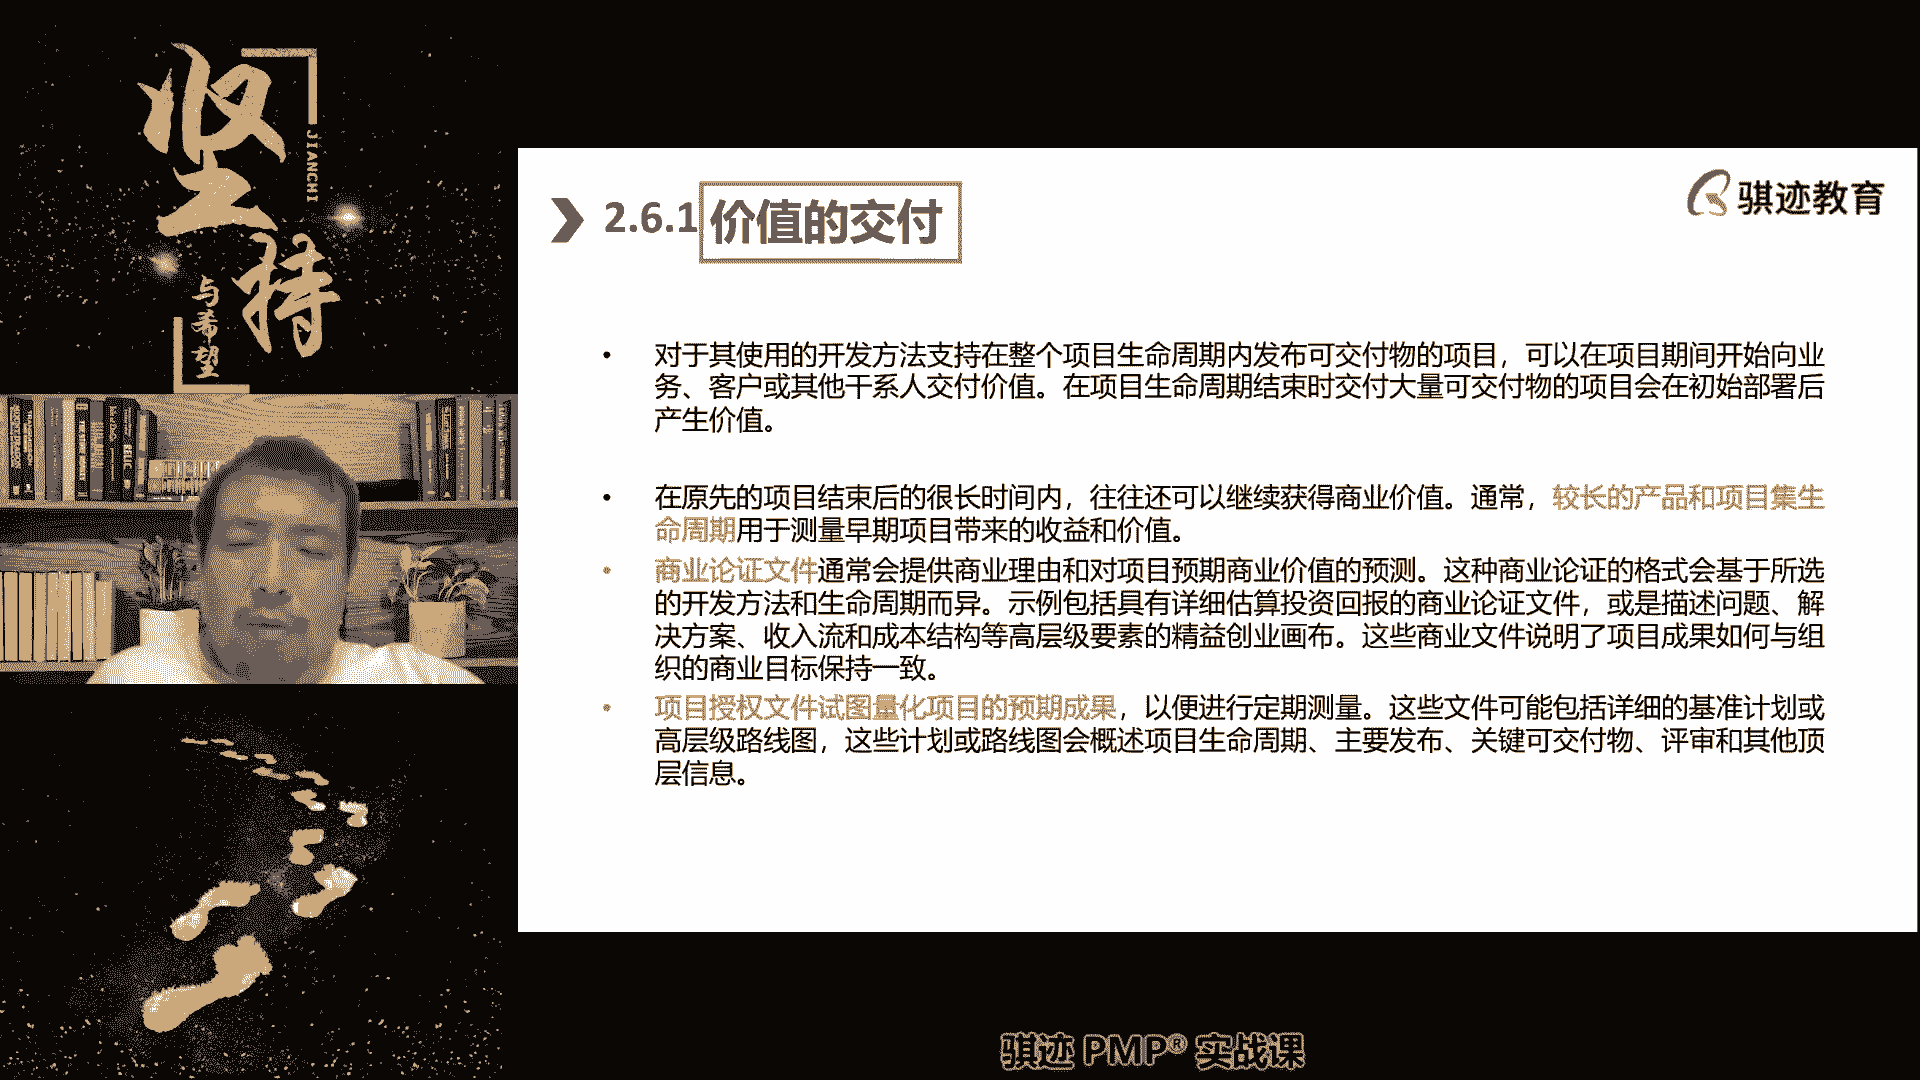 坚持
JIANCHI
与希望
骐迹教育
2.6.1 价值的交付
• 对于其使用的开发方法支持在整个项目生命周期内发布可交付物的项目，可以在项目期间开始向业
务、客户或其他干系人交付价值。在项目生命周期结束时交付大量可交付物的项目会在初始部署后
产生价值。
• 在原先的项目结束后的很长时间内，往往还可以继续获得商业价值。通常，较长的产品和项目集生
命周期用于测量早期项目带来的收益和价值。
• 商业论证文件通常会提供商业理由和对项目预期商业价值的预测。这种商业论证的格式会基于所选
的开发方法和生命周期而异。示例包括具有详细估算投资回报的商业论证文件，或是描述问题、解
决方案、收入流和成本结构等高层级要素的精益创业画布。这些商业文件说明了项目成果如何与组
织的商业目标保持一致。
• 项目授权文件试图量化项目的预期成果，以便进行定期测量。这些文件可能包括详细的基准计划或
高层级路线图，这些计划或路线图会概述项目生命周期、主要发布、关键可交付物、评审和其他顶
层信息。
骐迹 PMP® 实战课